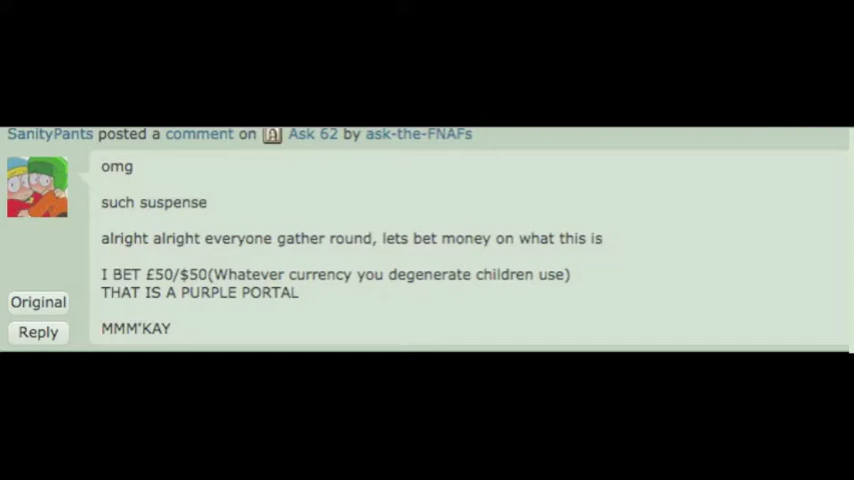 SanityPants posted a comment on Ask 62 by ask-the-FNAFs
omg
such suspense
alright alright everyone gather round, lets bet money on what this is
I BET £50/$50(Whatever currency you degenerate children use)
THAT IS A PURPLE PORTAL
MMM'KAY
Original
Reply